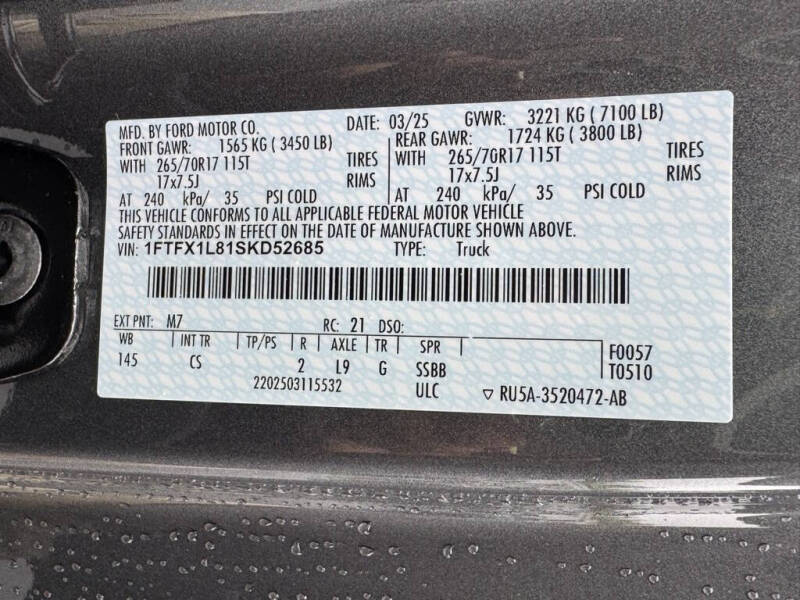 MFD. BY FORD MOTOR CO. DATE: 03/25 GVWR: 3221 KG ( 7100 LB)
FRONT GAWR: 1565 KG ( 3450 LB) REAR GAWR: 1724 KG ( 3800 LB)
WITH 265/70R17 115T TIRES WITH 265/70R17 115T TIRES
17x7.5J RIMS 17x7.5J RIMS
AT 240 kPa/ 35 PSI COLD AT 240 kPa/ 35 PSI COLD
THIS VEHICLE CONFORMS TO ALL APPLICABLE FEDERAL MOTOR VEHICLE
SAFETY STANDARDS IN EFFECT ON THE DATE OF MANUFACTURE SHOWN ABOVE.
VIN: 1FTFX1L81SKD52685 TYPE: Truck
EXT PNT: M7 RC: 21 DSO:
WB INT TR TP/PS R AXLE TR SPR F0057
145 CS 2 L9 G SSBB T0510
2202503115532 ULC ▽ RU5A-3520472-AB